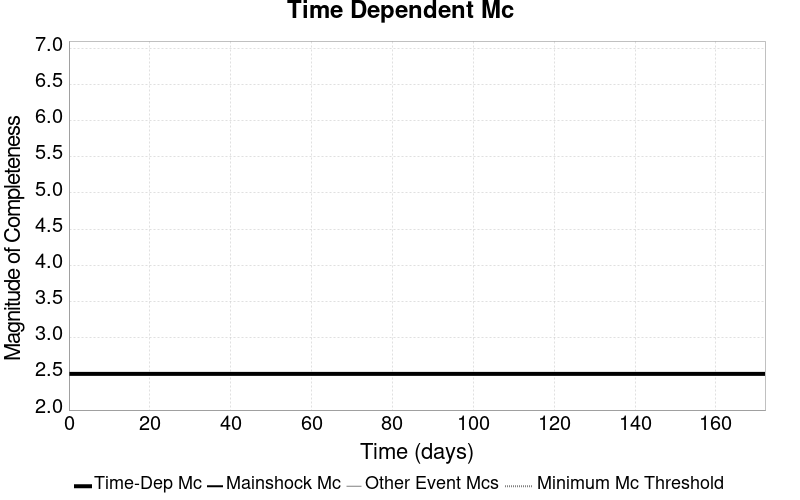 Time Dependent Mc
Magnitude of Completeness
7.0
6.5
6.0
5.5
5.0
4.5
4.0
3.5
3.0
2.5
2.0
0 20 40 60 80 100 120 140 160
Time (days)
Time-Dep Mc Mainshock Mc Other Event Mcs Minimum Mc Threshold